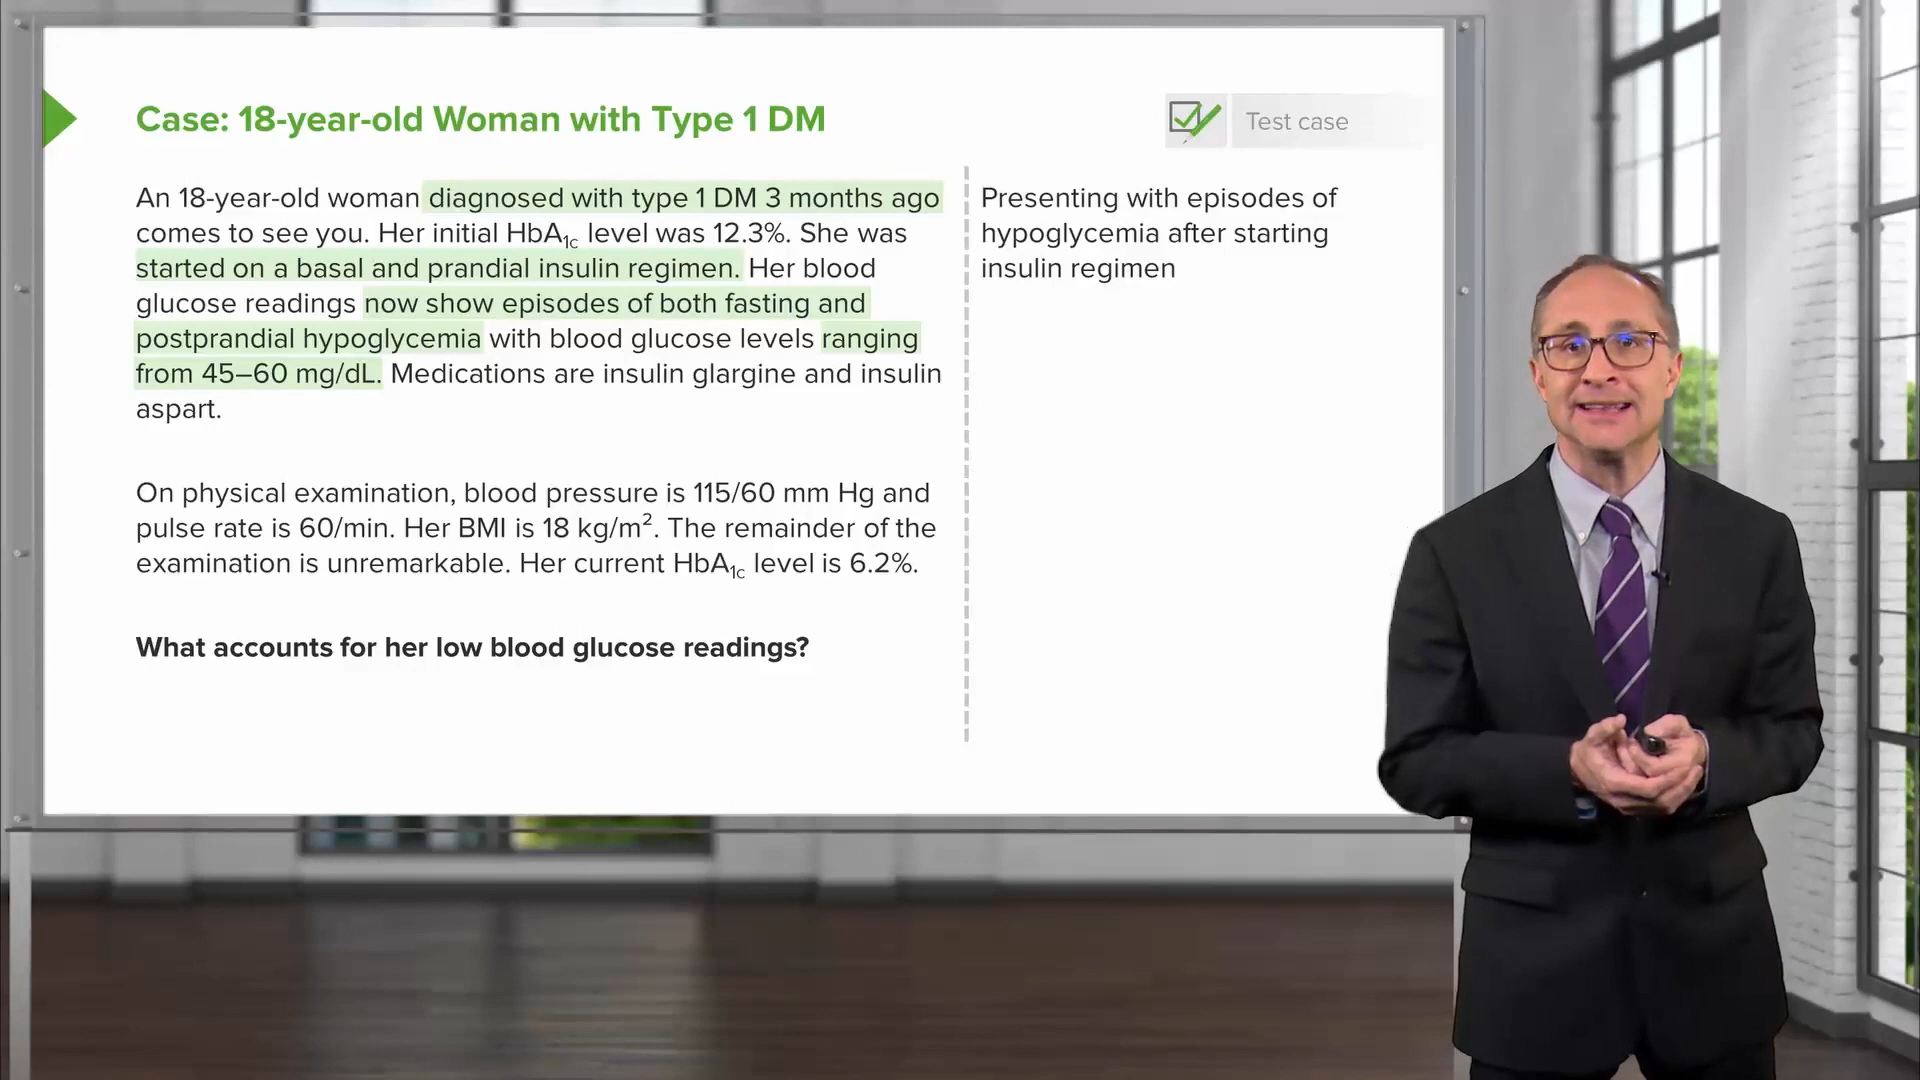 Case: 18-year-old Woman with Type 1 DM
Test case
An 18-year-old woman diagnosed with type 1 DM 3 months ago
comes to see you. Her initial HbA1c level was 12.3%. She was
started on a basal and prandial insulin regimen. Her blood
glucose readings now show episodes of both fasting and
postprandial hypoglycemia with blood glucose levels ranging
from 45–60 mg/dL. Medications are insulin glargine and insulin
aspart.
On physical examination, blood pressure is 115/60 mm Hg and
pulse rate is 60/min. Her BMI is 18 kg/m². The remainder of the
examination is unremarkable. Her current HbA1c level is 6.2%.
What accounts for her low blood glucose readings?
Presenting with episodes of
hypoglycemia after starting
insulin regimen